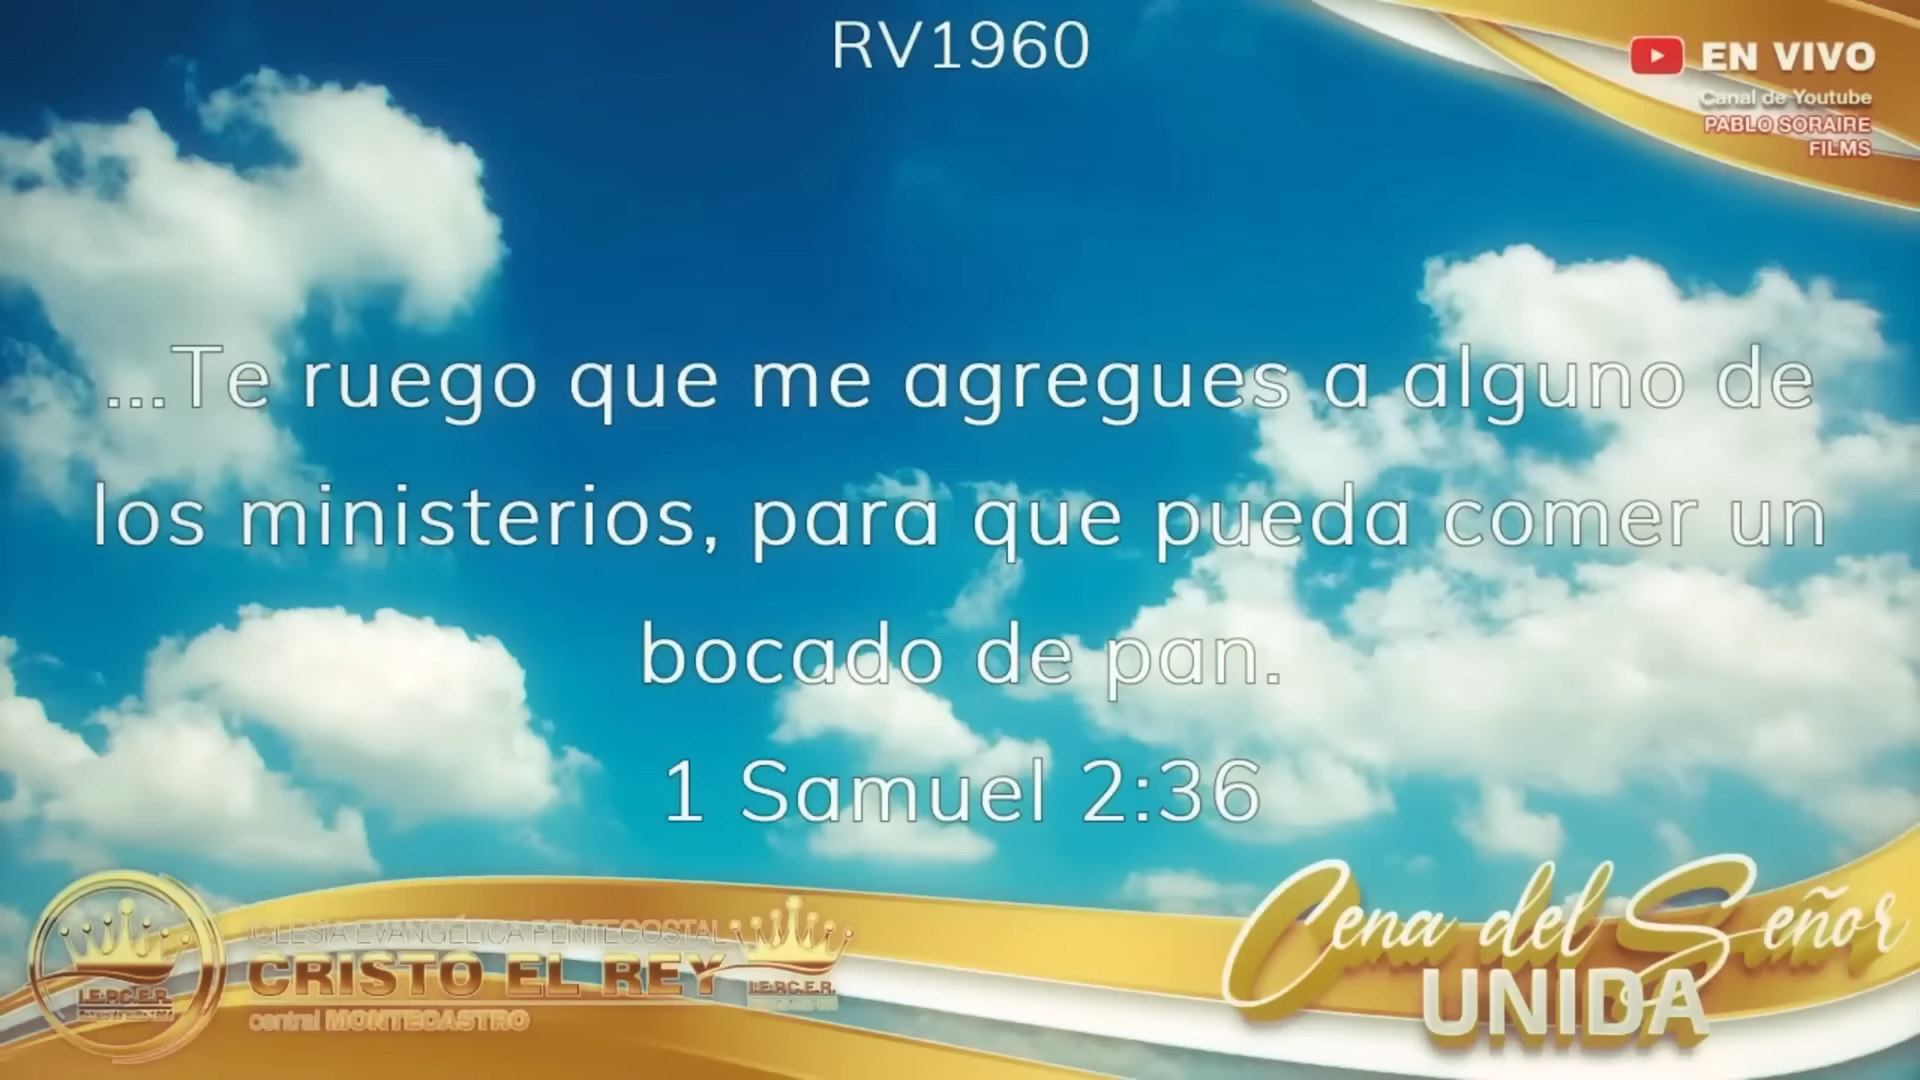 RV1960
EN VIVO
Canal de Youtube
PABLO SORAIRE
FILMS
...Te ruego que me agregues a alguno de
los ministerios, para que pueda comer un
bocado de pan.
1 Samuel 2:36
I.E.P.C.E.R.
IGLESIA EVANGÉLICA PENTECOSTAL
CRISTO EL REY
central MONTECASTRO
I.E.P.C.E.R.
Cena del Señor
UNIDA